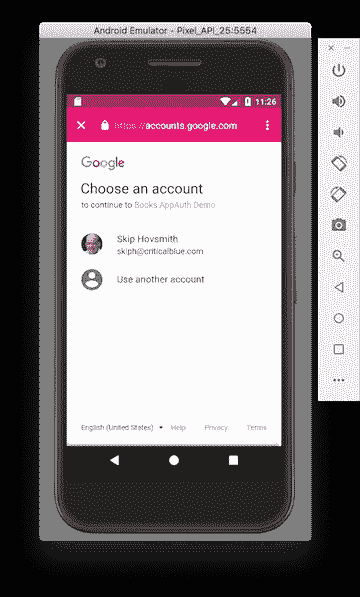 Android Emulator - Pixel_API_25:5554
11:26
https://accounts.google.com
Google
Choose an account
to continue to Books AppAuth Demo
Skip Hovsmith
skiph@criticalblue.com
Use another account
English (United States) Help Privacy Terms